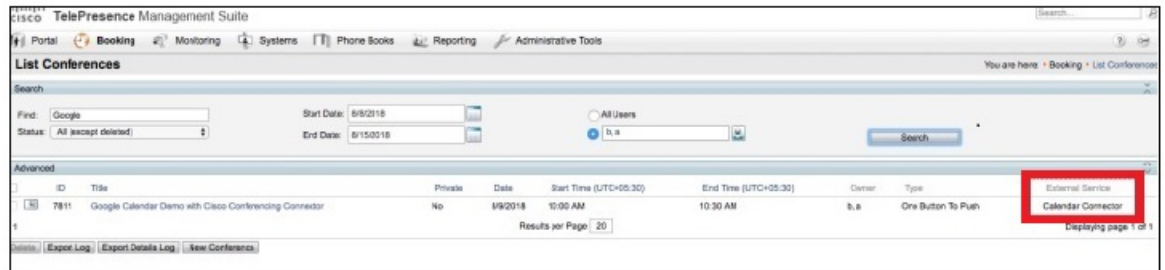 CISCO TelePresence Management Suite
Search...
Portal Booking Monitoring Systems Phone Books Reporting Administrative Tools
List Conferences
You are here: • Booking • List Conferences
Search
Find: Google Start Date: 8/8/2018 All Users
Status: All (except deleted) End Date: 8/15/2018 b, a Search
Advanced
ID Title Private Date Start Time (UTC+05:30) End Time (UTC+05:30) Owner Type External Service
7811 Google Calendar Demo with Cisco Conferencing Connector No 8/9/2018 10:00 AM 10:30 AM b, a One Button To Push Calendar Connector
Results per Page 20 Displaying page 1 of 1
Delete Export Log Export Details Log New Conference